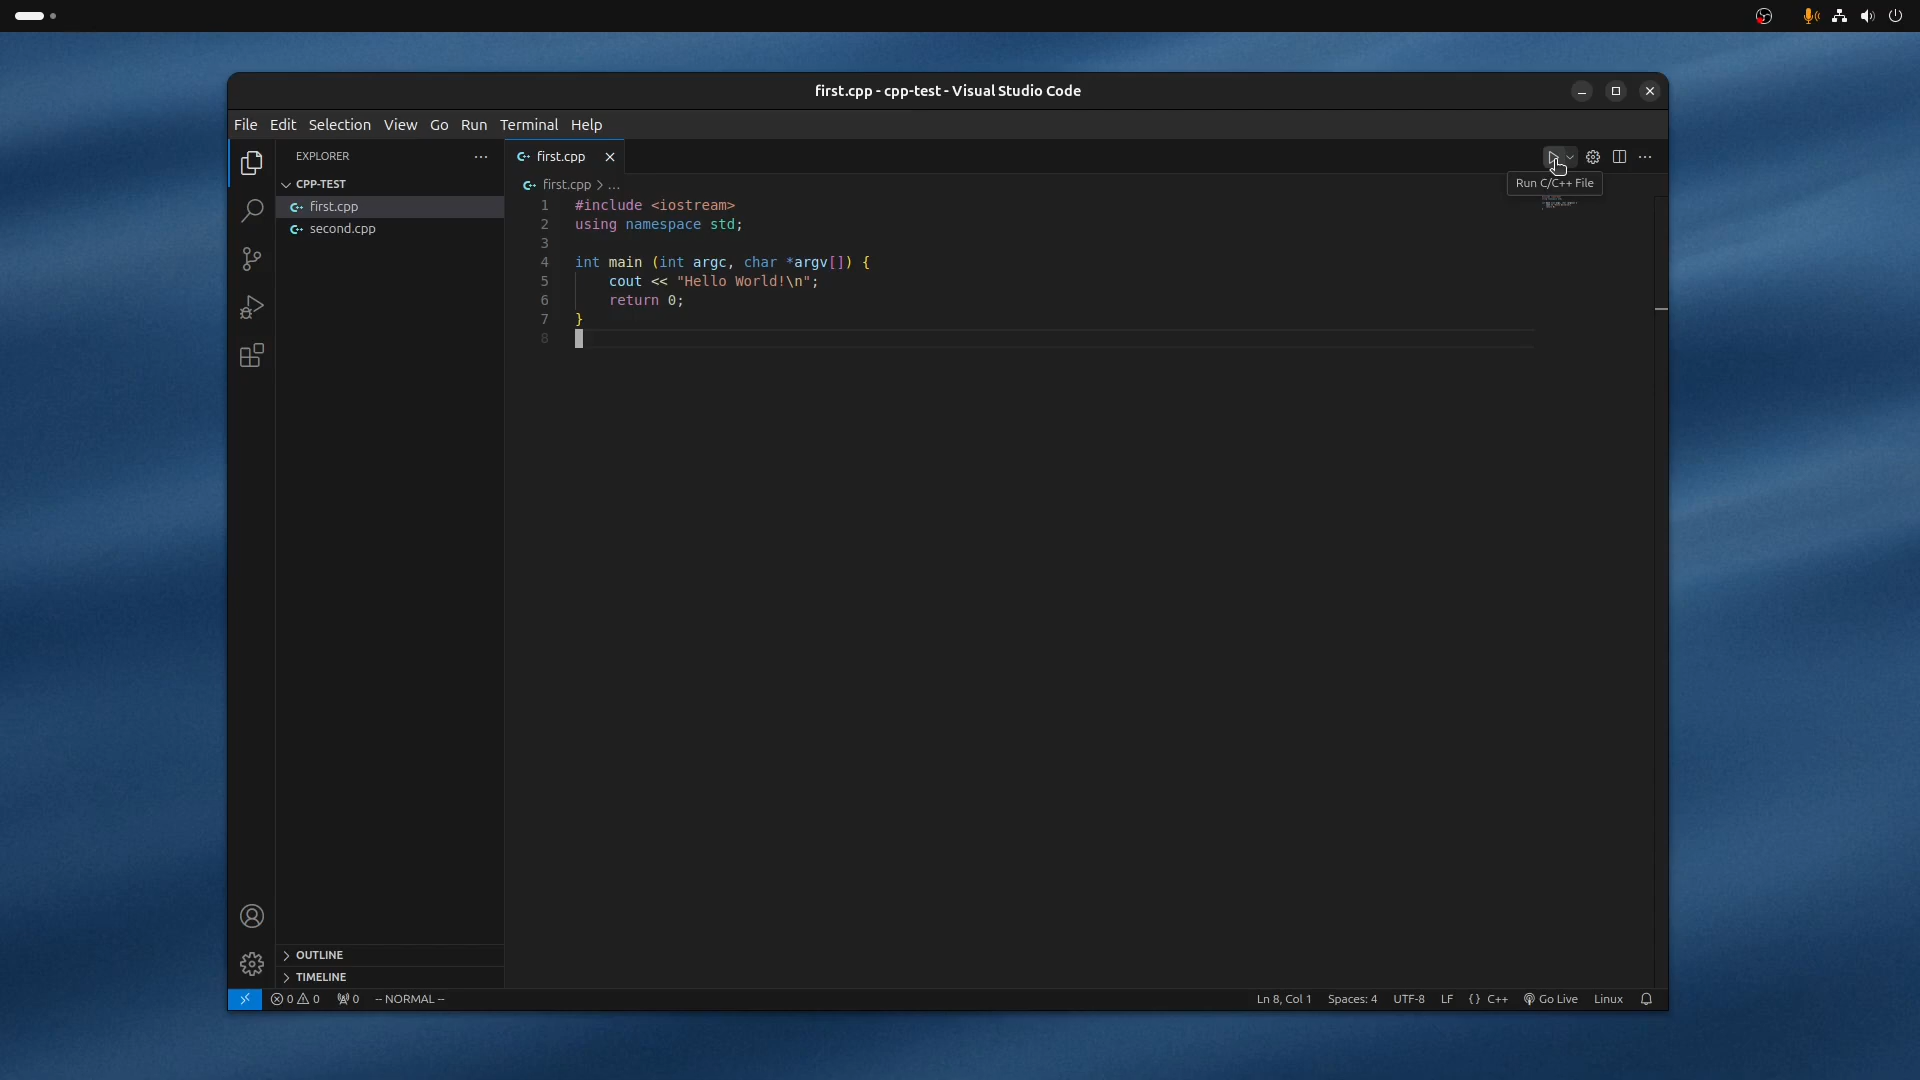 first.cpp - cpp-test - Visual Studio Code
File Edit Selection View Go Run Terminal Help
EXPLORER
first.cpp
Run C/C++ File
CPP-TEST
first.cpp > ...
first.cpp
second.cpp
1 #include <iostream>
2 using namespace std;
3
4 int main (int argc, char *argv[]) {
5 cout << "Hello World!\n";
6 return 0;
7 }
8
OUTLINE
TIMELINE
0 0 0 -- NORMAL -- Ln 8, Col 1 Spaces: 4 UTF-8 LF {} C++ Go Live Linux